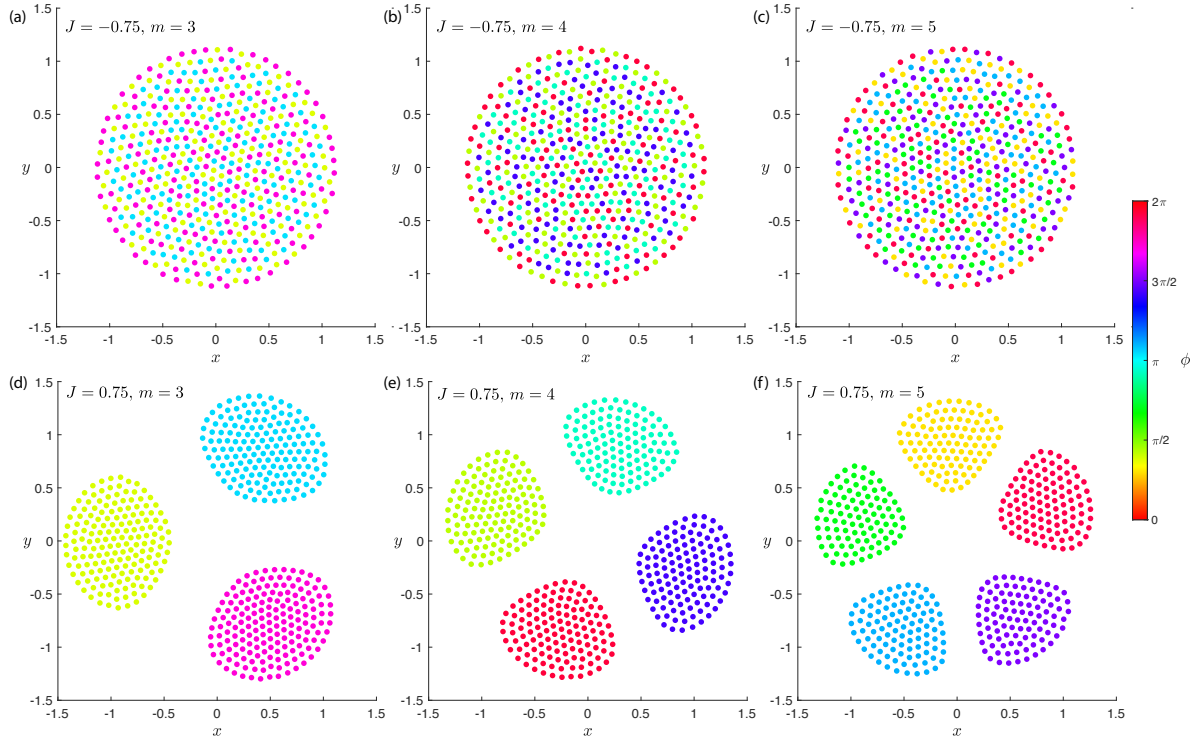 (a)
J = −0.75, m = 3
1.5
1
0.5
y 0
-0.5
-1
-1.5
-1.5 -1 -0.5 0 0.5 1 1.5
x
(b)
J = −0.75, m = 4
1.5
1
0.5
y 0
-0.5
-1
-1.5
-1.5 -1 -0.5 0 0.5 1 1.5
x
(c)
J = −0.75, m = 5
1.5
1
0.5
y 0
-0.5
-1
-1.5
-1.5 -1 -0.5 0 0.5 1 1.5
x
(d)
J = 0.75, m = 3
1.5
1
0.5
y 0
-0.5
-1
-1.5
-1.5 -1 -0.5 0 0.5 1 1.5
x
(e)
J = 0.75, m = 4
1.5
1
0.5
y 0
-0.5
-1
-1.5
-1.5 -1 -0.5 0 0.5 1 1.5
x
(f)
J = 0.75, m = 5
1.5
1
0.5
y 0
-0.5
-1
-1.5
-1.5 -1 -0.5 0 0.5 1 1.5
x
2π
3π/2
π ϕ
π/2
0